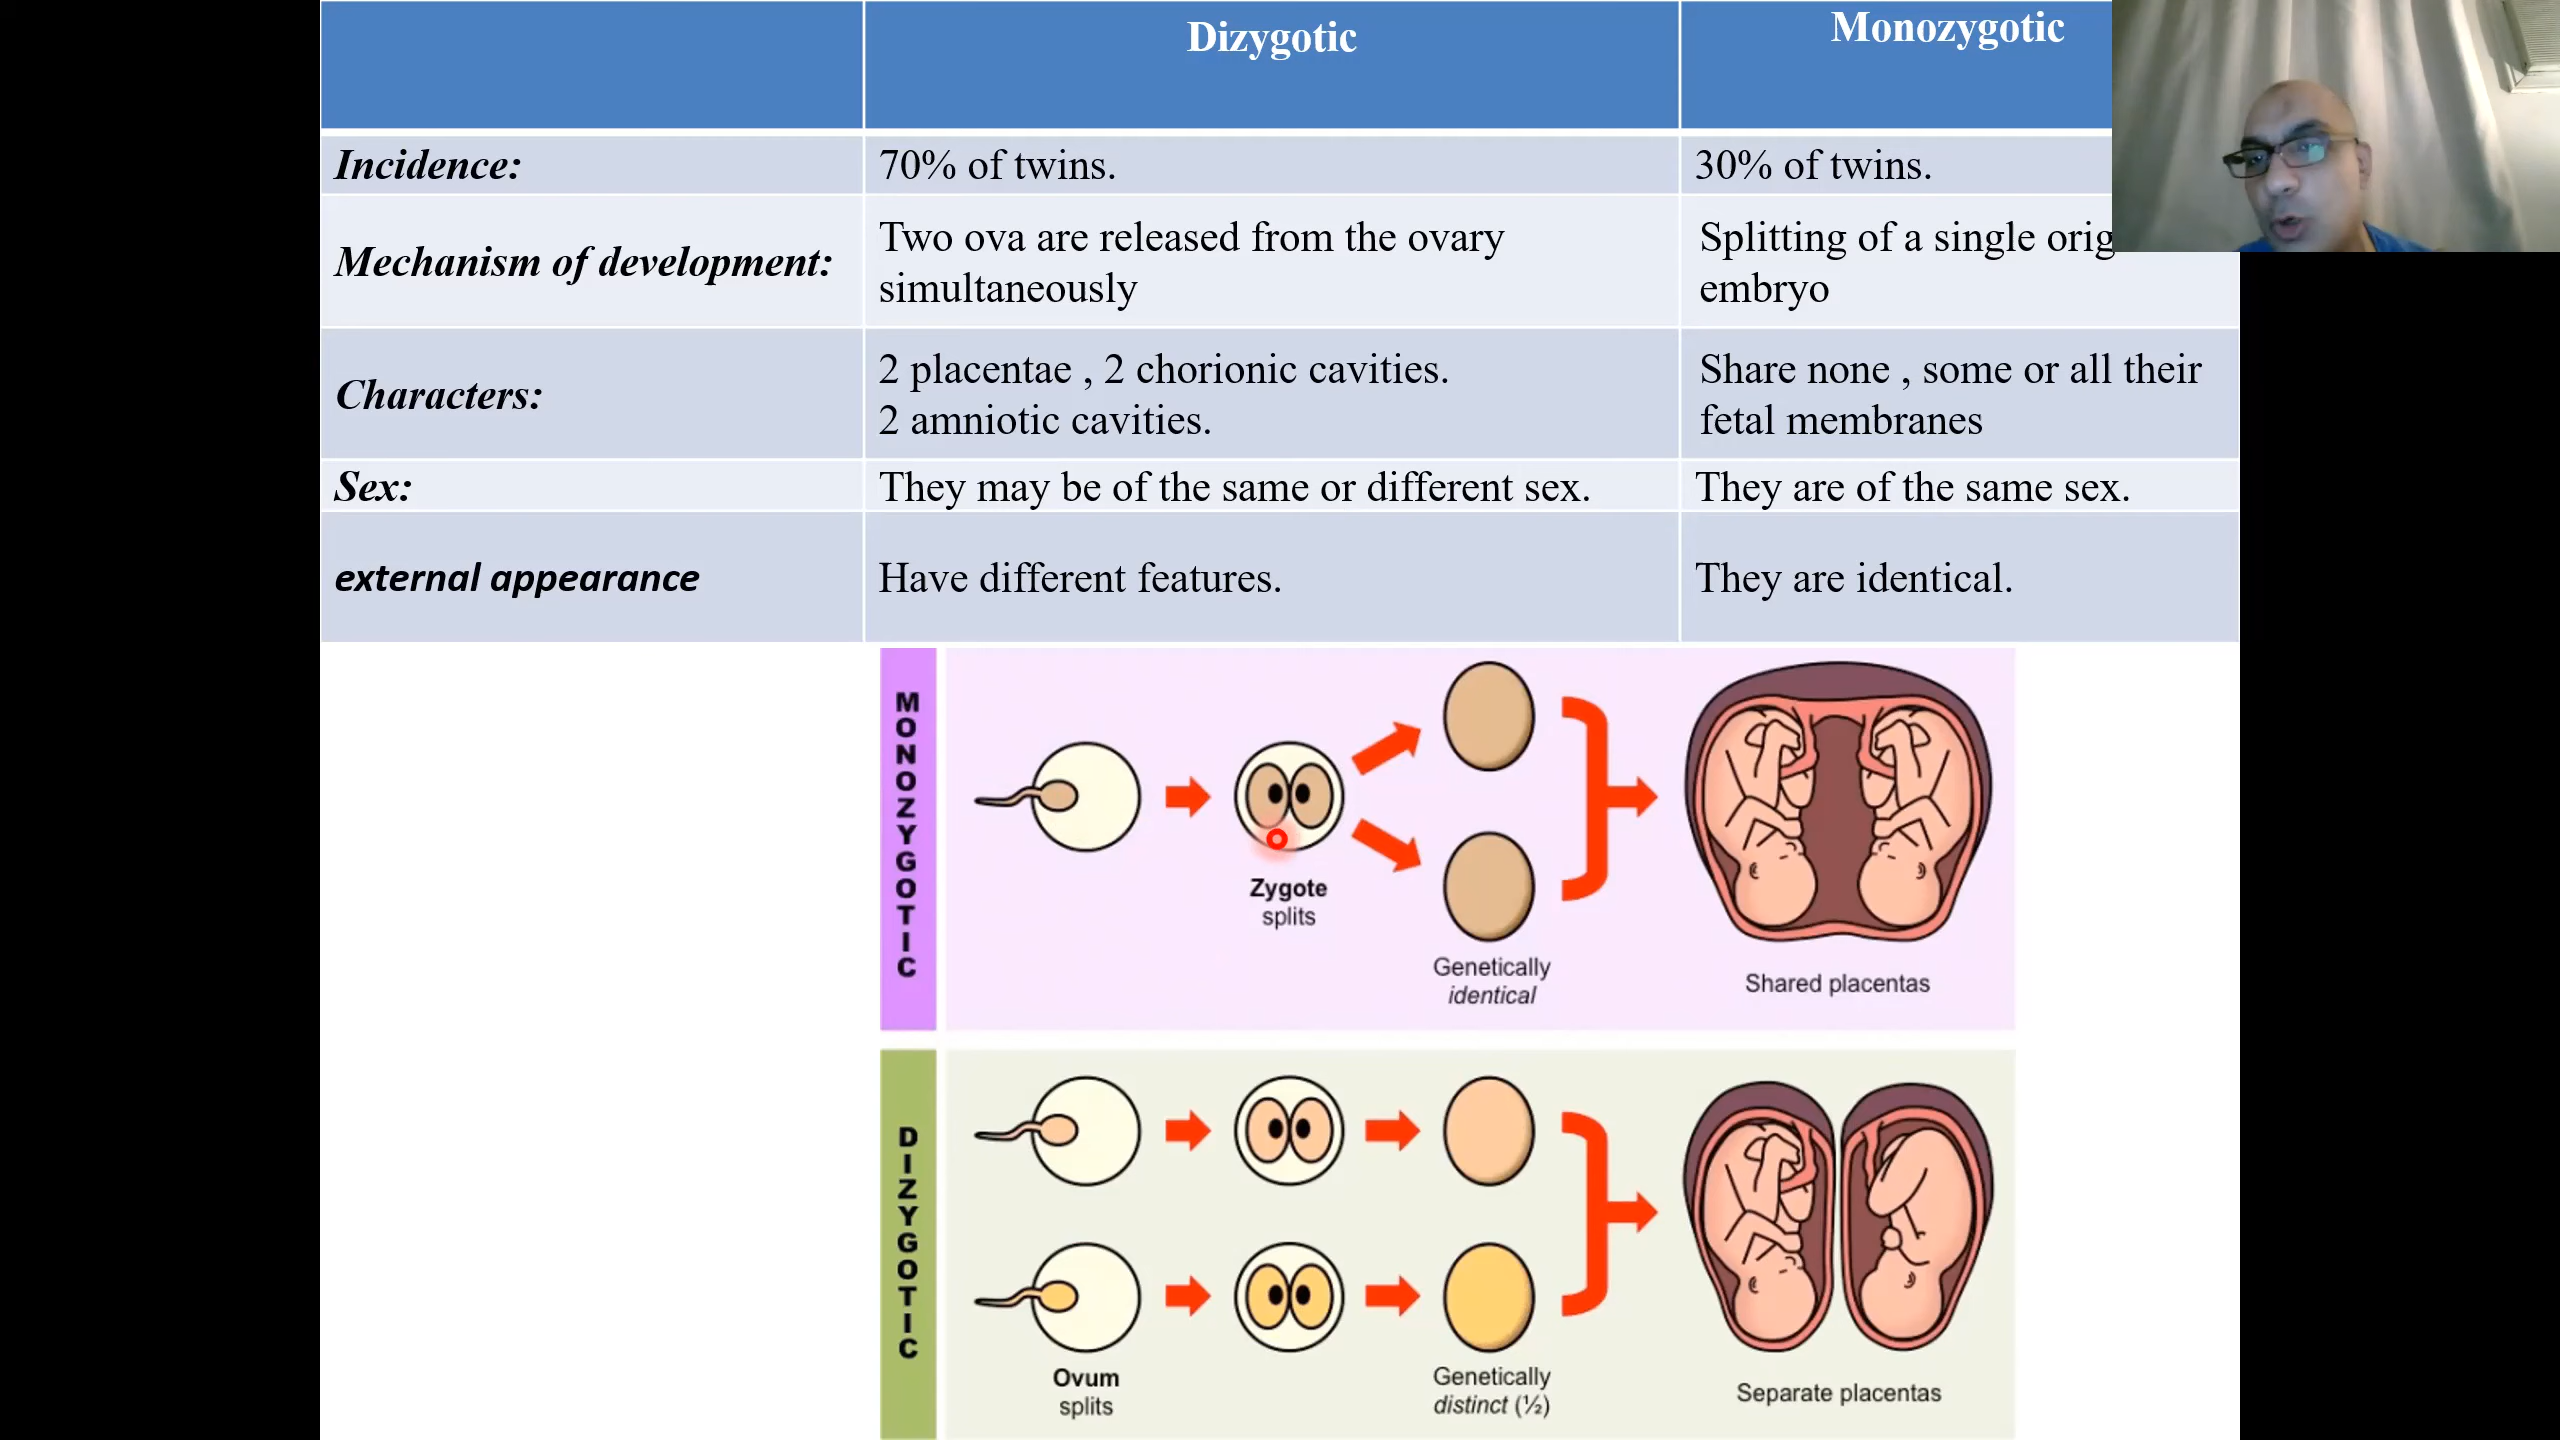 Dizygotic
Monozygotic
Incidence:
70% of twins.
30% of twins.
Mechanism of development:
Two ova are released from the ovary
simultaneously
Splitting of a single
embryo
Characters:
2 placentae , 2 chorionic cavities.
2 amniotic cavities.
Share none , some or all their
fetal membranes
Sex:
They may be of the same or different sex.
They are of the same sex.
external appearance
Have different features.
They are identical.
MONOZYGOTIC
Zygote
splits
Genetically
identical
Shared placentas
DIZYGOTIC
Ovum
splits
Genetically
distinct (½)
Separate placentas